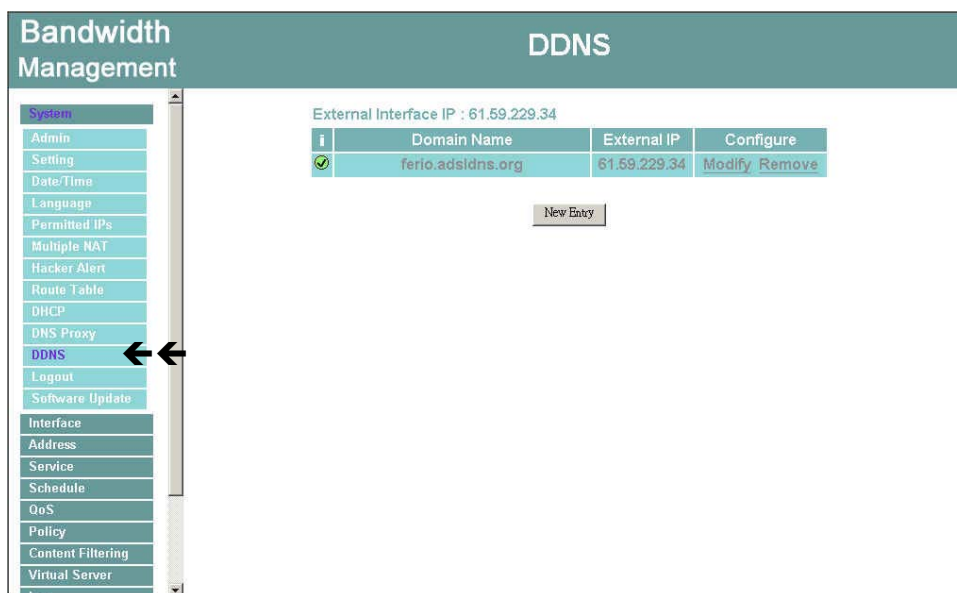 Bandwidth
Management
DDNS
System
Admin
Setting
Date/Time
Language
Permitted IPs
Multiple NAT
Hacker Alert
Route Table
DHCP
DNS Proxy
DDNS
Logout
Software Update
Interface
Address
Service
Schedule
QoS
Policy
Content Filtering
Virtual Server
External Interface IP : 61.59.229.34
i Domain Name External IP Configure
ferio.adsldns.org 61.59.229.34 Modify Remove
New Entry